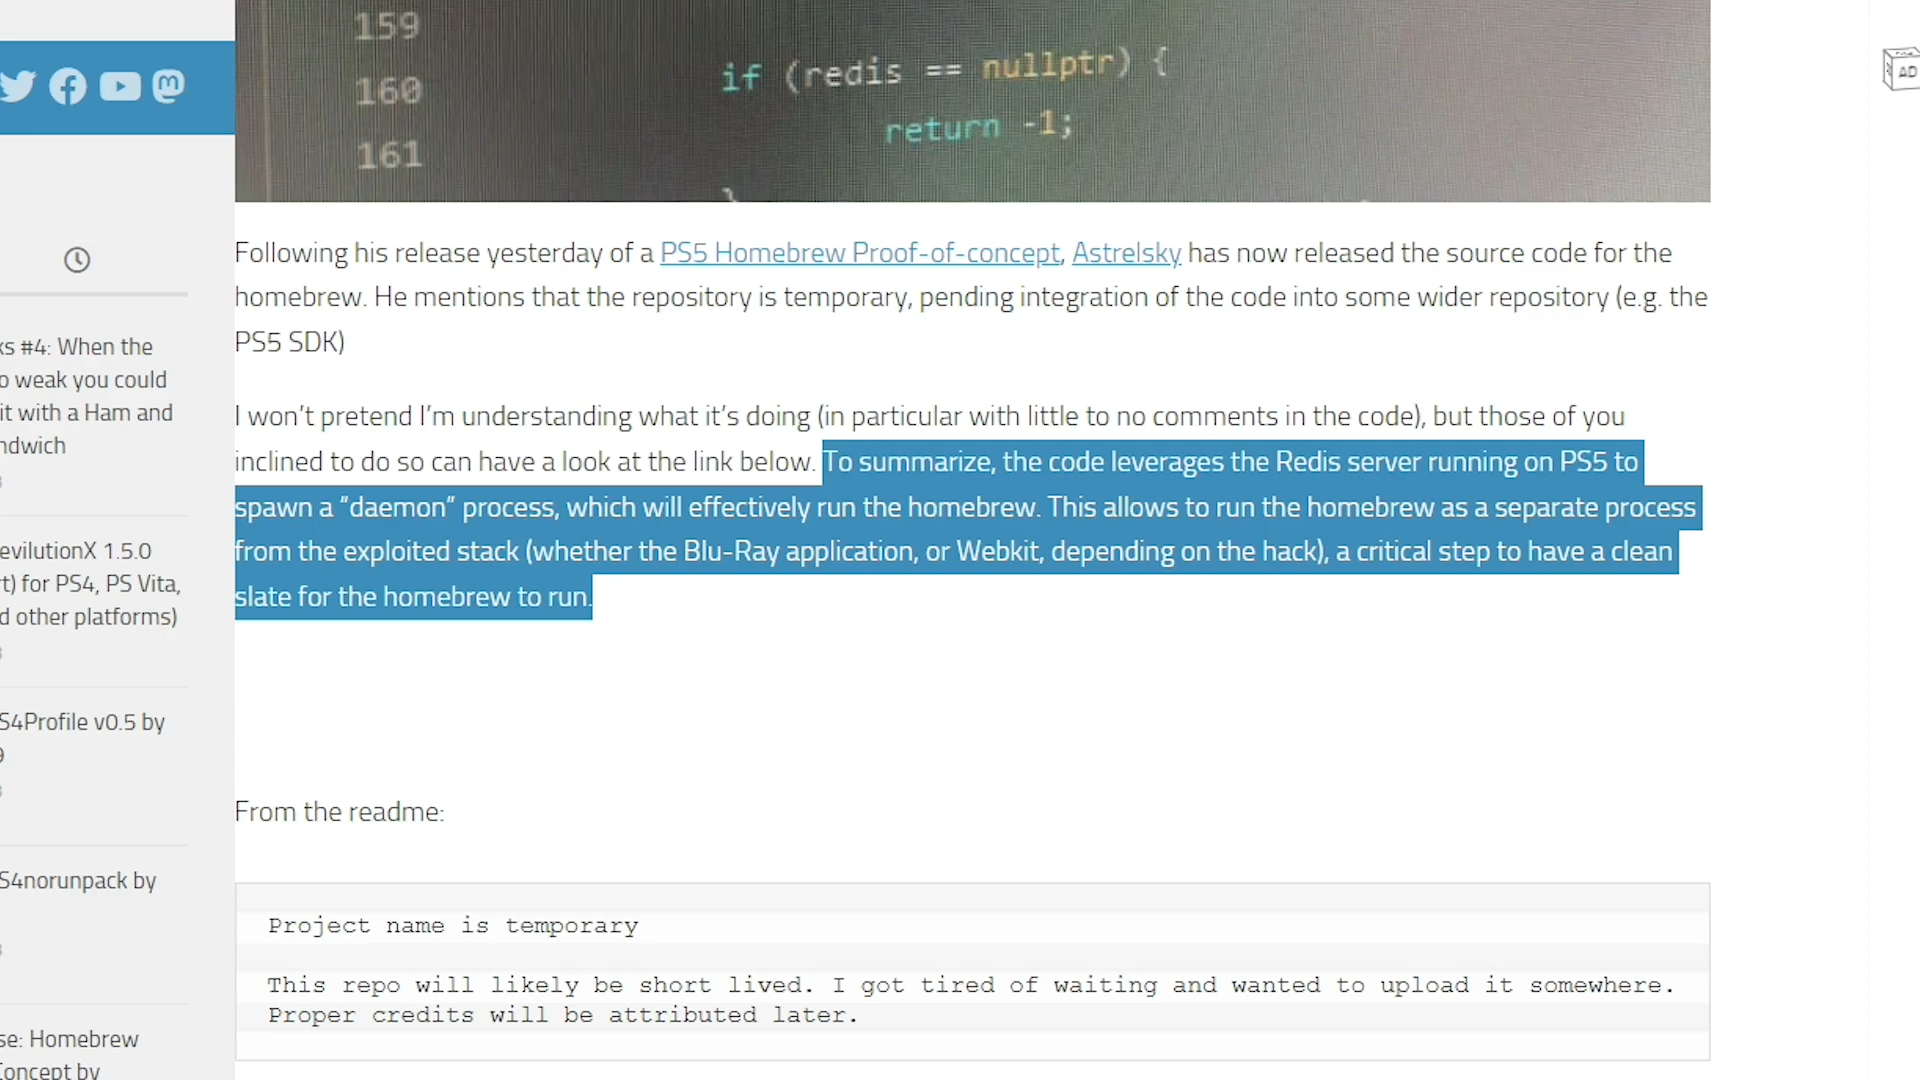 159
160
161
if (redis == nullptr) {
return -1;
}
AD
Following his release yesterday of a PS5 Homebrew Proof-of-concept, Astrelsky has now released the source code for the
homebrew. He mentions that the repository is temporary, pending integration of the code into some wider repository (e.g. the
PS5 SDK)
I won’t pretend I’m understanding what it’s doing (in particular with little to no comments in the code), but those of you
inclined to do so can have a look at the link below. To summarize, the code leverages the Redis server running on PS5 to
spawn a “daemon” process, which will effectively run the homebrew. This allows to run the homebrew as a separate process
from the exploited stack (whether the Blu-Ray application, or Webkit, depending on the hack), a critical step to have a clean
slate for the homebrew to run.
From the readme:
Project name is temporary
This repo will likely be short lived. I got tired of waiting and wanted to upload it somewhere.
Proper credits will be attributed later.
ks #4: When the
o weak you could
it with a Ham and
ndwich
evilutionX 1.5.0
rt) for PS4, PS Vita,
d other platforms)
S4Profile v0.5 by
9
S4norunpack by
se: Homebrew
Concept by